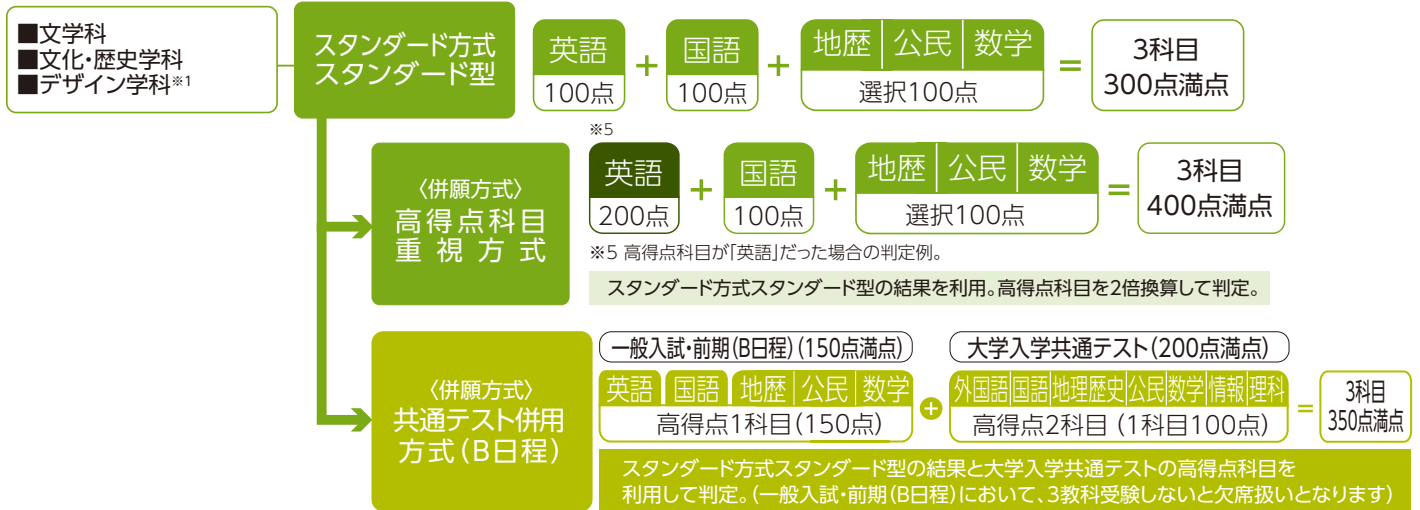 ■文学科
■文化・歴史学科
■デザイン学科※1
スタンダード方式
スタンダード型
英語 + 国語 + 地歴 公民 数学 = 3科目
100点 100点 選択100点 300点満点
※5
〈併願方式〉
高得点科目
重視方式
英語 + 国語 + 地歴 公民 数学 = 3科目
200点 100点 選択100点 400点満点
※5 高得点科目が「英語」だった場合の判定例。
スタンダード方式スタンダード型の結果を利用。高得点科目を2倍換算して判定。
〈併願方式〉
共通テスト併用
方式(B日程)
一般入試・前期(B日程)(150点満点) 大学入学共通テスト(200点満点)
英語 国語 地歴 公民 数学 + 外国語 国語 地理歴史 公民 数学 情報 理科 = 3科目
高得点1科目(150点) 高得点2科目(1科目100点) 350点満点
スタンダード方式スタンダード型の結果と大学入学共通テストの高得点科目を
利用して判定。(一般入試・前期(B日程)において、3教科受験しないと欠席扱いとなります)